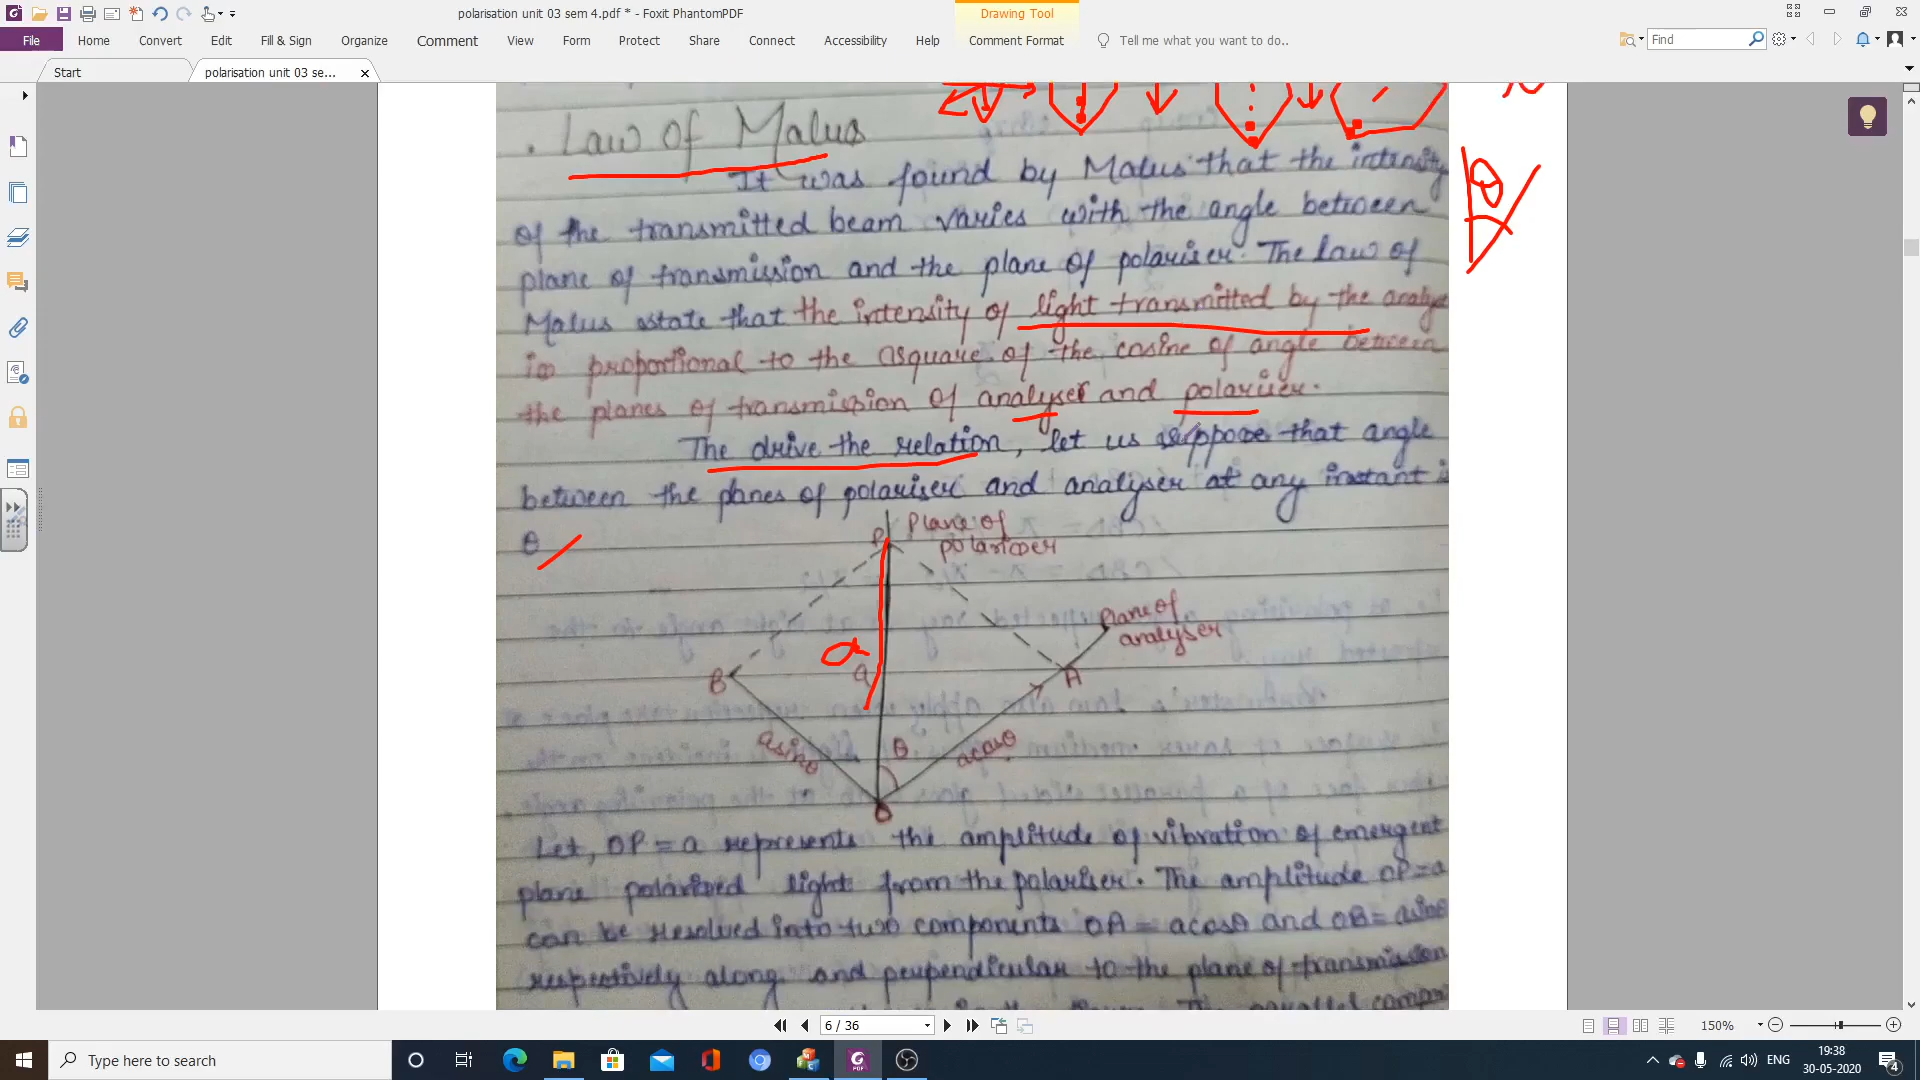 polarisation unit 03 sem 4.pdf * - Foxit PhantomPDF
Drawing Tool
File Home Convert Edit Fill & Sign Organize Comment View Form Protect Share Connect Accessibility Help Comment Format Tell me what you want to do.. Find
Start
polarisation unit 03 se...
. Law of Malus
It was found by Malus that the intensity
of the transmitted beam varies with the angle between
plane of transmission and the plane of polariser. The Law of
Malus state that the intensity of light transmitted by the analys
is proportional to the square of the cosine of angle between
the planes of transmission of analyser and polariser.
The drive the relation, let us suppose that angle
between the planes of polariser and analyser at any instant is
θ
θ
P Plane of
polariser
Plane of
analyser
a
B
a
A
asinθ
θ
acosθ
O
Let, OP = a represents the amplitude of vibration of emergent
plane polarized light from the polariser. The amplitude OP = a
can be resolved into two components OA = acosθ and OB = asinθ
respectively along and perpendicular to the plane of transmission
6 / 36
150%
Type here to search
ENG
19:38
30-05-2020
4